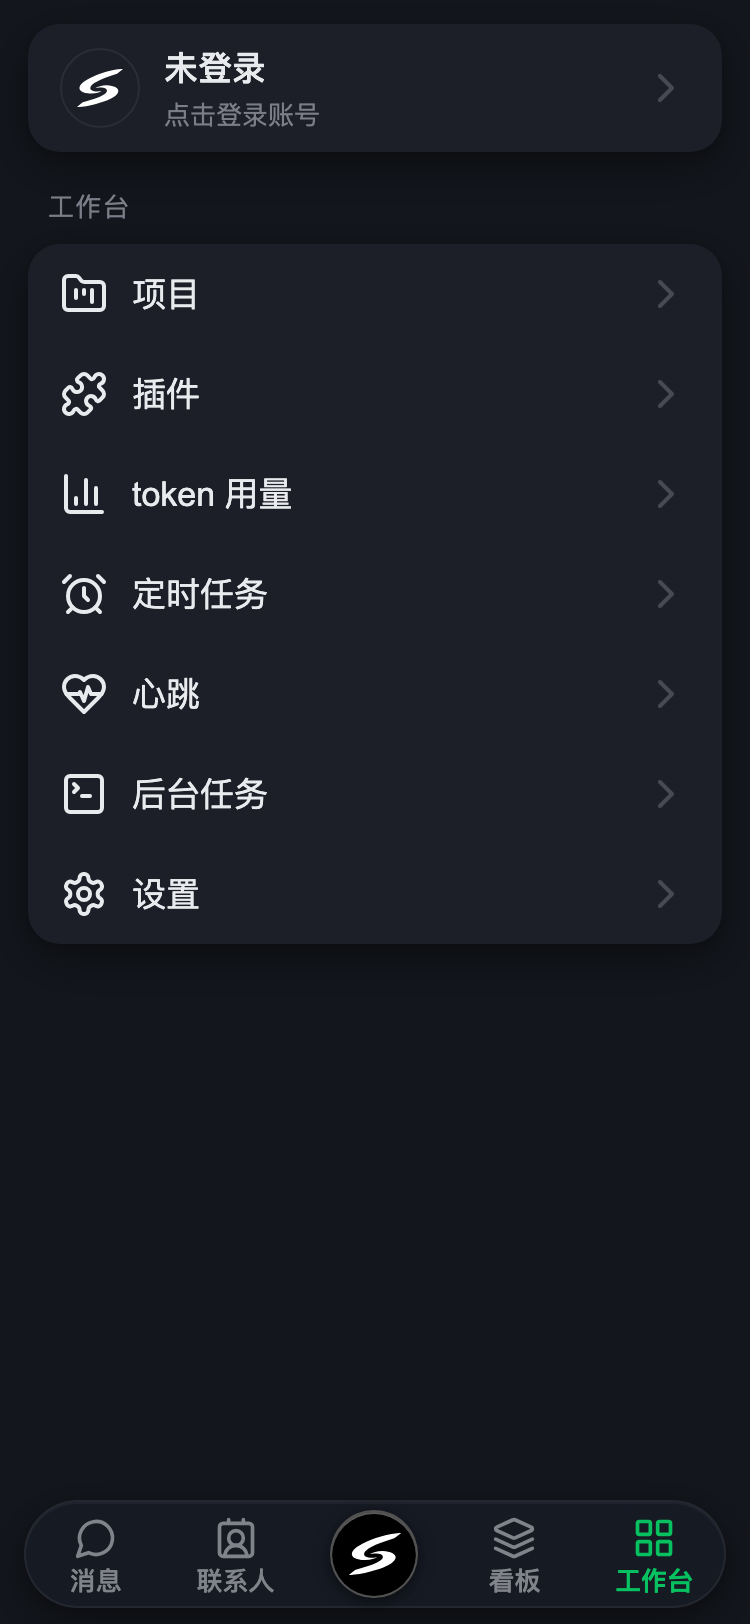 未登录
点击登录账号
工作台
项目
插件
token 用量
定时任务
心跳
后台任务
设置
消息
联系人
看板
工作台